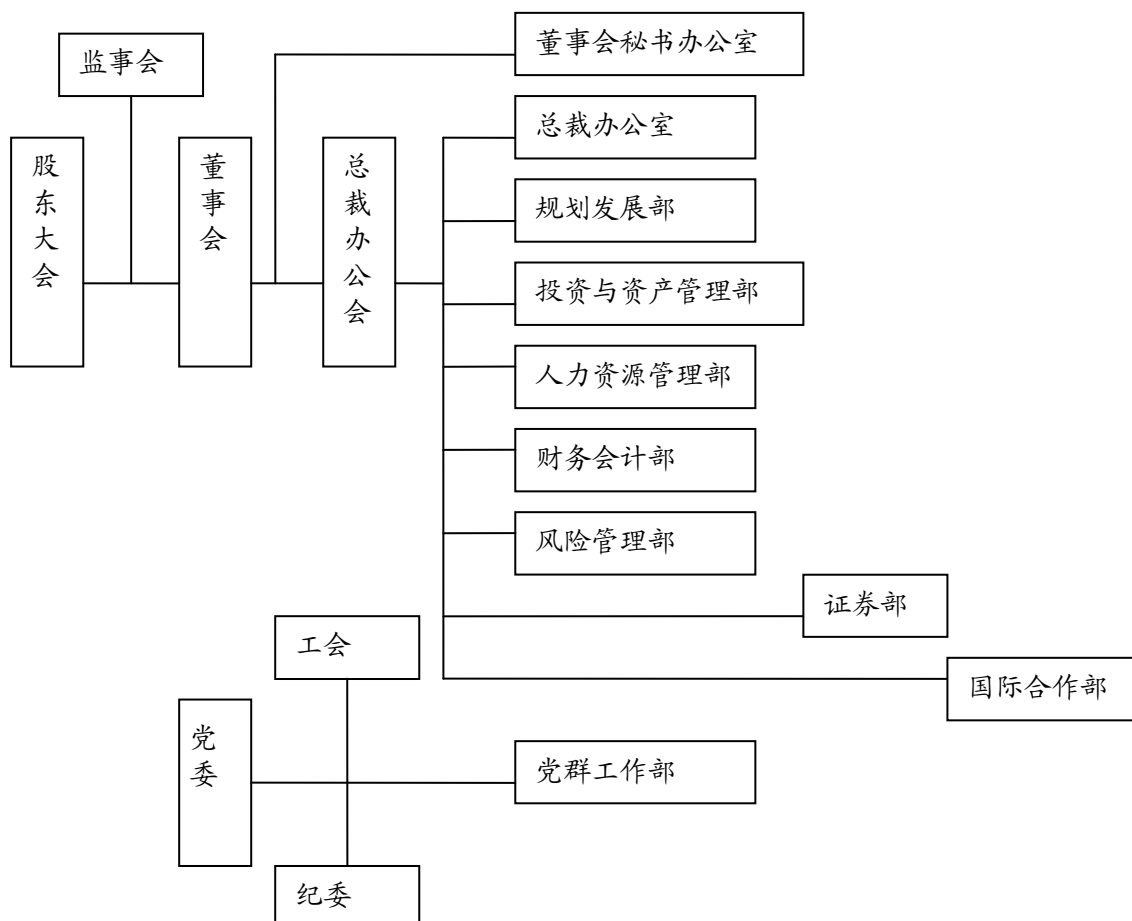 董事会秘书办公室
监事会
总裁办公室
股东大会
董事会
总裁办公会
规划发展部
投资与资产管理部
人力资源管理部
财务会计部
风险管理部
证券部
工会
国际合作部
党委
党群工作部
纪委